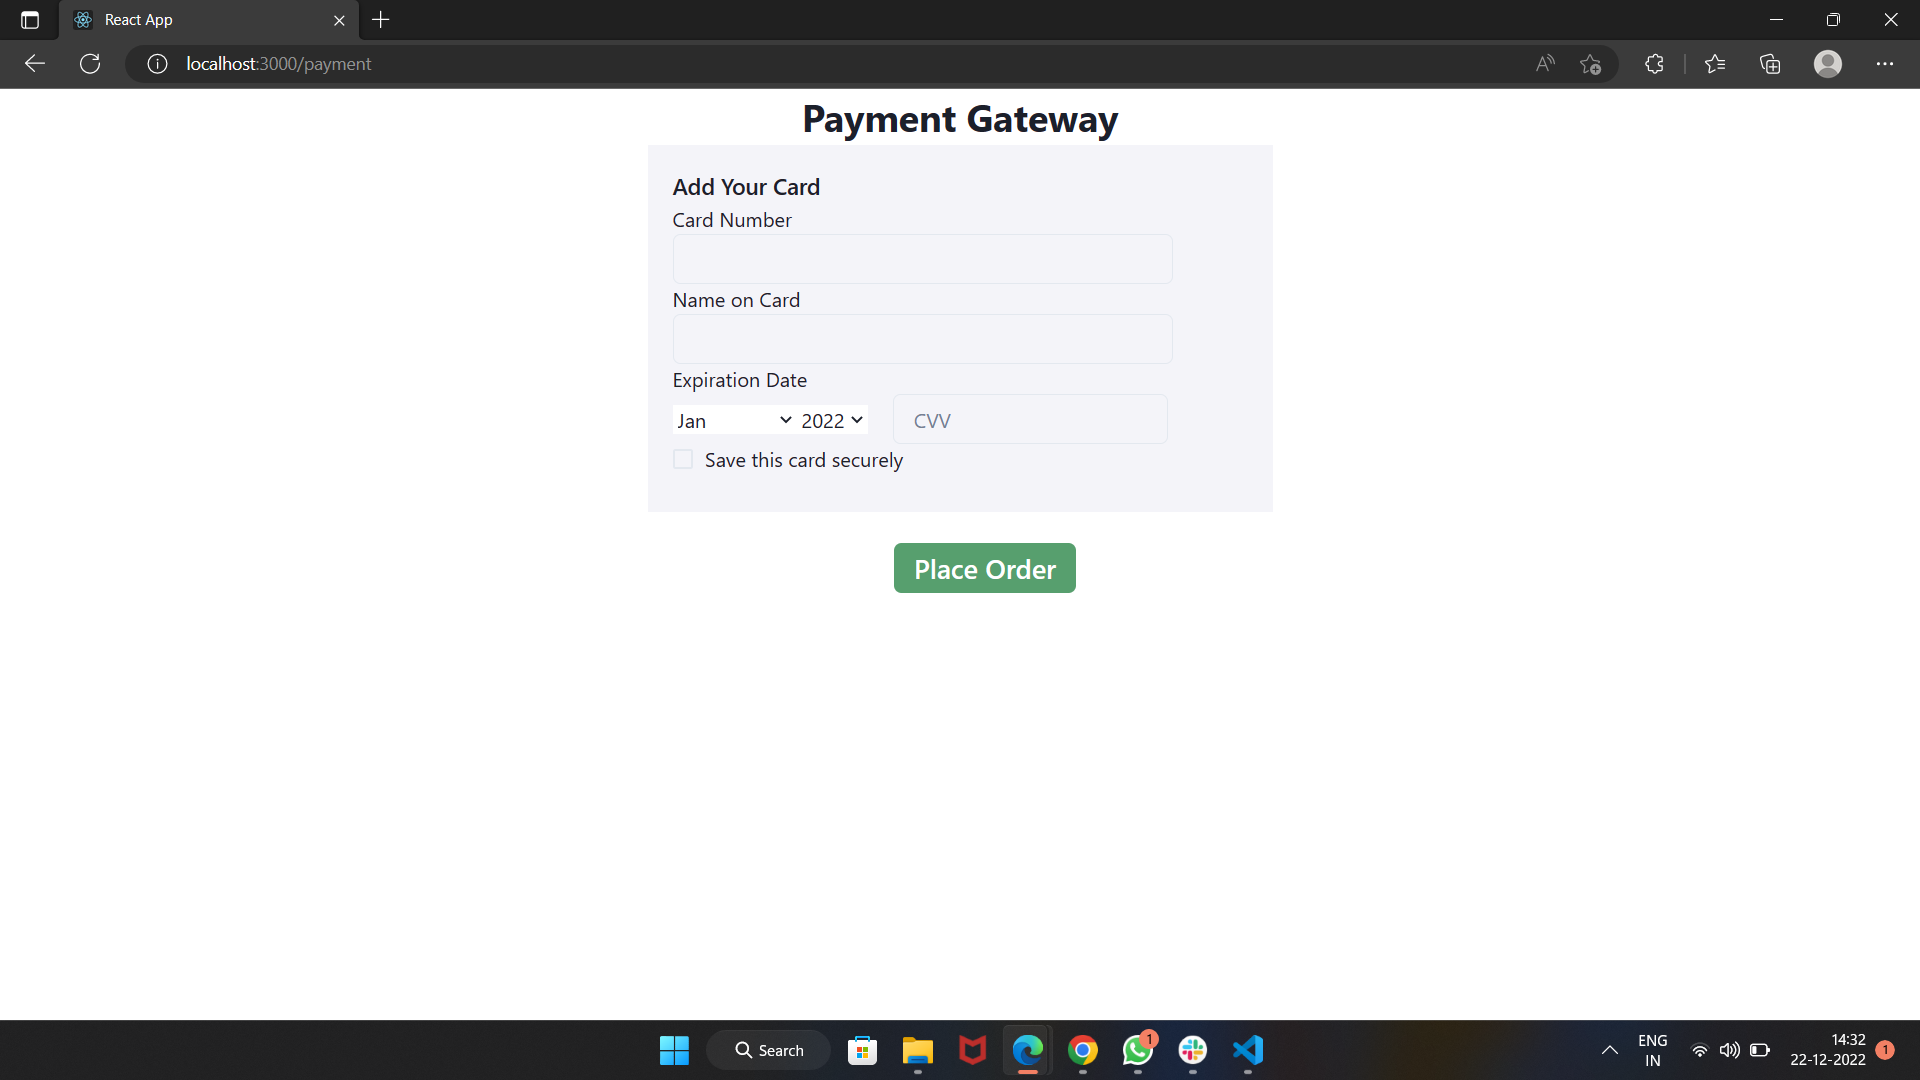 React App
localhost:3000/payment
Payment Gateway
Add Your Card
Card Number
Name on Card
Expiration Date
Jan 2022 CVV
Save this card securely
Place Order
Search
1
ENG
IN
14:32
22-12-2022
1